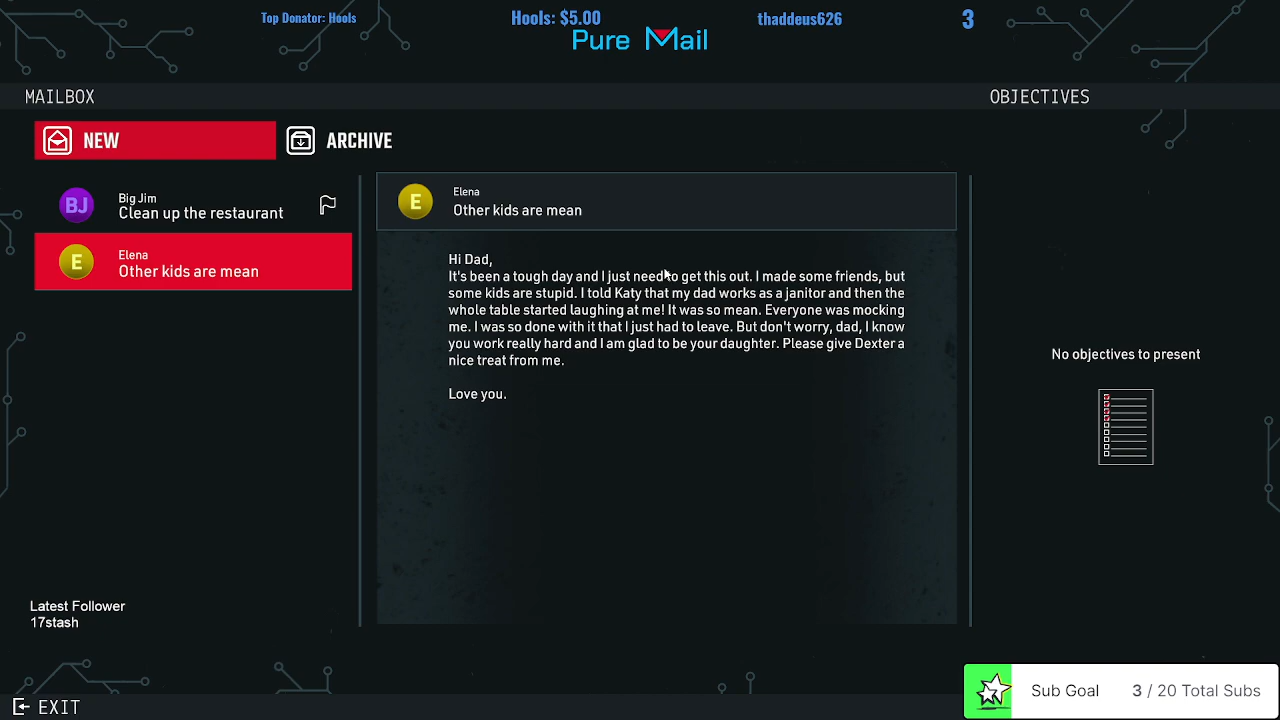 Top Donator: Hools
Hools: $5.00
thaddeus626
3
Pure Mail
MAILBOX
OBJECTIVES
NEW
ARCHIVE
BJ
Big Jim
Clean up the restaurant
E
Elena
Other kids are mean
E
Elena
Other kids are mean
Hi Dad,
It's been a tough day and I just need to get this out. I made some friends, but
some kids are stupid. I told Katy that my dad works as a janitor and then the
whole table started laughing at me! It was so mean. Everyone was mocking
me. I was so done with it that I just had to leave. But don't worry, dad, I know
you work really hard and I am glad to be your daughter. Please give Dexter a
nice treat from me.
Love you.
No objectives to present
Latest Follower
17stash
EXIT
Sub Goal
3 / 20 Total Subs